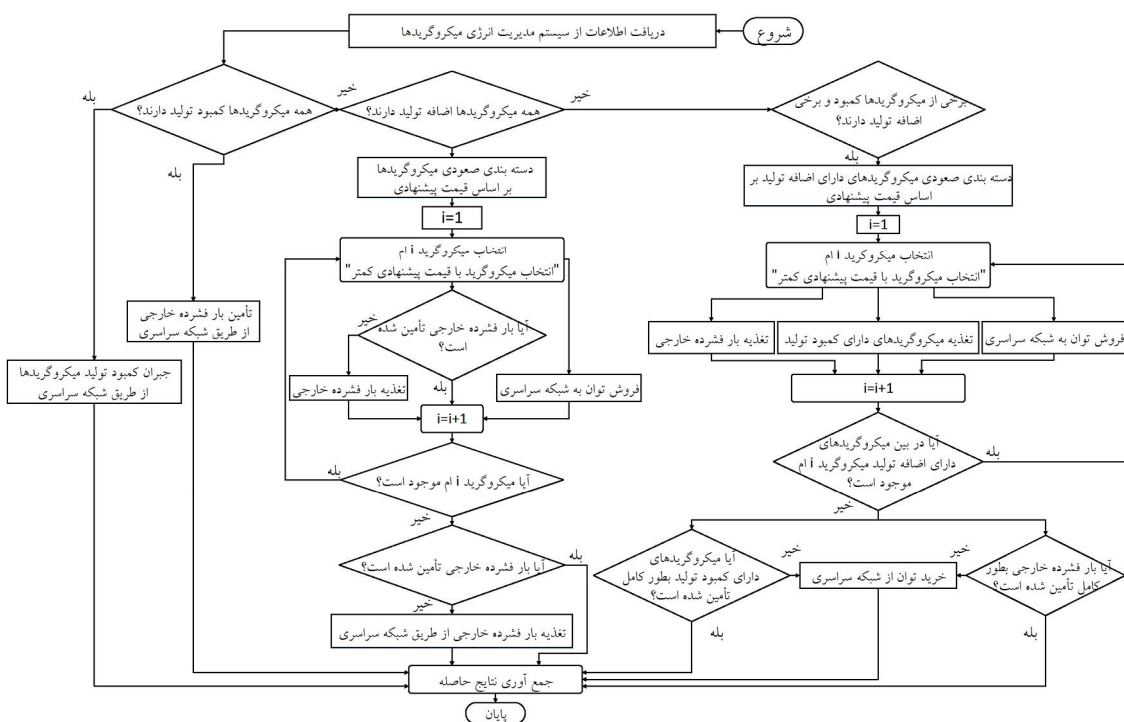 شروع
دریافت اطلاعات از سیستم مدیریت انرژی میکروگریدها
همه میکروگریدها کمبود تولید دارند؟
بله
بله
خیر
همه میکروگریدها اضافه تولید دارند؟
خیر
برخی از میکروگریدها کمبود و برخی
اضافه تولید دارند؟
بله
جبران کمبود تولید میکروگریدها
از طریق شبکه سراسری
تأمین بار فشرده خارجی
از طریق شبکه سراسری
دسته بندی صعودی میکروگریدها
بر اساس قیمت پیشنهادی
i=1
انتخاب میکروگرید i ام
"انتخاب میکروگرید با قیمت پیشنهادی کمتر"
آیا بار فشرده خارجی تأمین شده
است؟
خیر
بله
تغذیه بار فشرده خارجی
فروش توان به شبکه سراسری
i=i+1
آیا میکروگرید i ام موجود است؟
بله
خیر
آیا بار فشرده خارجی تأمین شده است؟
بله
خیر
تغذیه بار فشرده خارجی از طریق شبکه سراسری
دسته بندی صعودی میکروگریدهای دارای اضافه تولید بر
اساس قیمت پیشنهادی
i=1
انتخاب میکروکرید i ام
"انتخاب میکروگرید با قیمت پیشنهادی کمتر"
فروش توان به شبکه سراسری
تغذیه میکروگریدهای دارای کمبود تولید
تغذیه بار فشرده خارجی
i=i+1
آیا در بین میکروگریدهای
دارای اضافه تولید میکروگرید i ام
موجود است؟
بله
خیر
آیا بار فشرده خارجی بطور
کامل تأمین شده است؟
خیر
بله
خرید توان از شبکه سراسری
آیا میکروگریدهای
دارای کمبود تولید بطور کامل
تأمین شده است؟
خیر
بله
جمع آوری نتایج حاصله
پایان